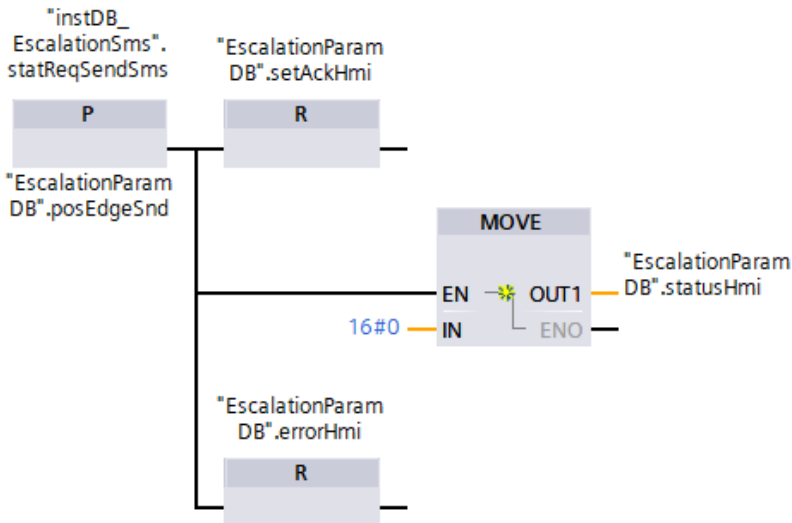 "instDB_
EscalationSms".
statReqSendSms
P
"EscalationParam
DB".posEdgeSnd
"EscalationParam
DB".setAckHmi
R
MOVE
EN
OUT1
"EscalationParam
DB".statusHmi
16#0
IN
ENO
"EscalationParam
DB".errorHmi
R